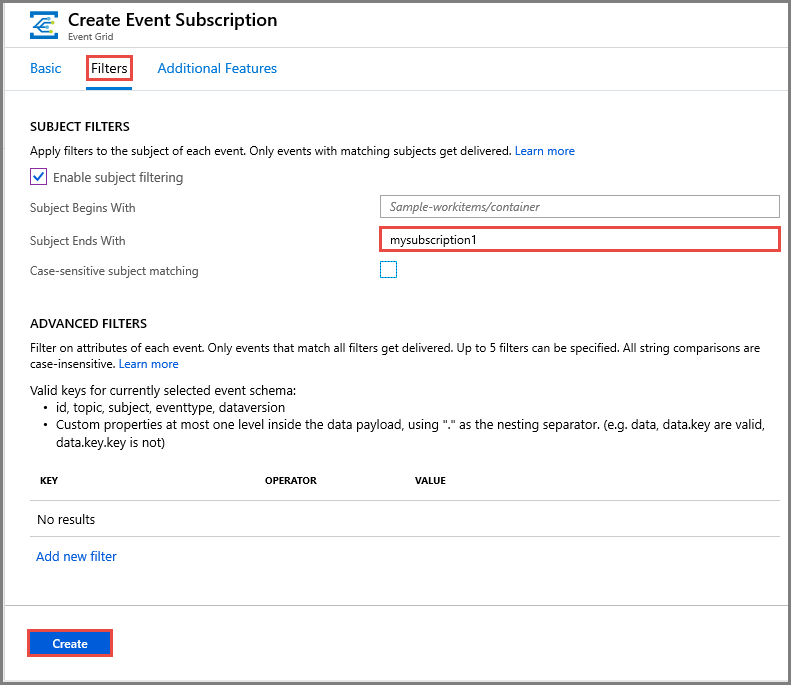 Create Event Subscription
Event Grid
Basic Filters Additional Features
SUBJECT FILTERS
Apply filters to the subject of each event. Only events with matching subjects get delivered. Learn more
Enable subject filtering
Subject Begins With Sample-workitems/container
Subject Ends With mysubscription1
Case-sensitive subject matching
ADVANCED FILTERS
Filter on attributes of each event. Only events that match all filters get delivered. Up to 5 filters can be specified. All string comparisons are
case-insensitive. Learn more
Valid keys for currently selected event schema:
• id, topic, subject, eventtype, dataversion
• Custom properties at most one level inside the data payload, using "." as the nesting separator. (e.g. data, data.key are valid,
data.key.key is not)
KEY OPERATOR VALUE
No results
Add new filter
Create